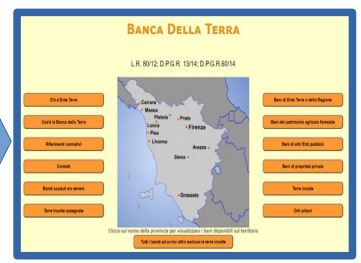 BANCA DELLA TERRA
L.R. 80/12; D.P.G.R. 13/14; D.P.G.R.60/14
Chi è Ente Terre
Cos'è la Banca della Terra
Riferimenti normativi
Contatti
Bandi scaduti e/o remoti
Terre incolte assegnate
Carrara
Massa
Pistoia
Prato
Lucca
Firenze
Pisa
Livorno
Arezzo
Siena
Grosseto
Beni di Ente Terre o della Regione
Beni del patrimonio agricolo forestale
Beni di altri Enti pubblici
Beni di proprietà privata
Terre incolte
Orti urbani
Clicca sul nome della provincia per visualizzare i beni disponibili sul territorio
Tutti i bandi ed avvisi attivi escluso le terre incolte